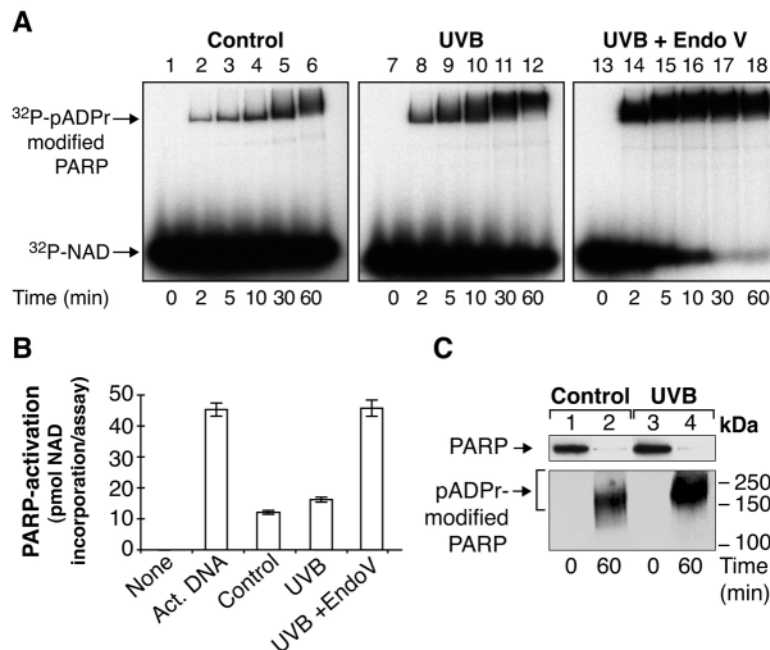 A
Control UVB UVB + Endo V
1 2 3 4 5 6 7 8 9 10 11 12 13 14 15 16 17 18
32P-pADPr
modified
PARP
32P-NAD
Time (min) 0 2 5 10 30 60 0 2 5 10 30 60 0 2 5 10 30 60
B
PARP-activation
(pmol NAD
incorporation/assay)
50
40
30
20
10
0
None Act. DNA Control UVB UVB +EndoV
C
Control UVB
1 2 3 4 kDa
PARP
pADPr-
modified
PARP
250
150
100
0 60 0 60 Time
(min)